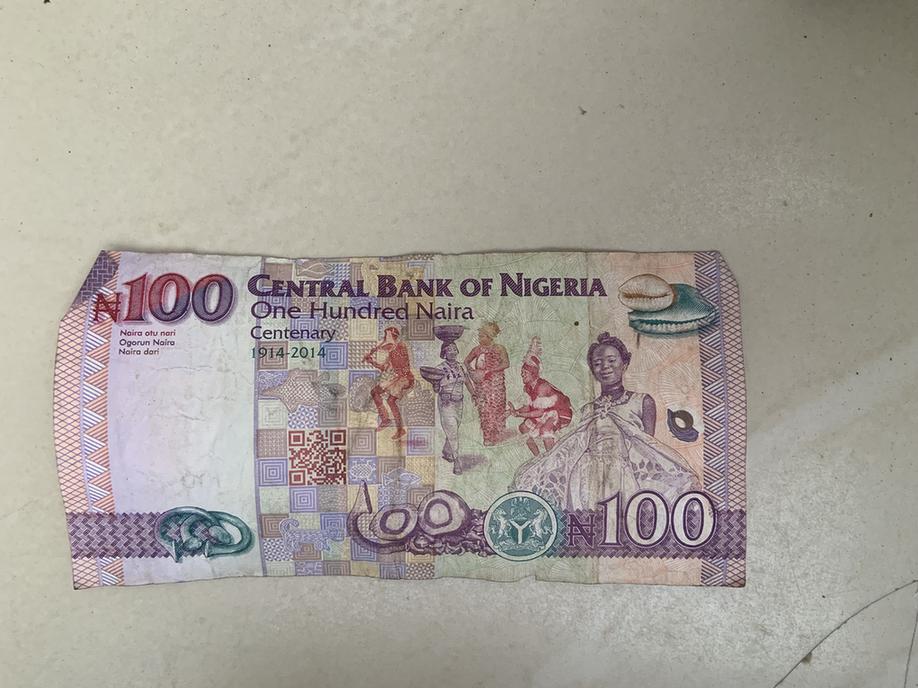 ₦100
CENTRAL BANK OF NIGERIA
One Hundred Naira
Centenary
1914-2014
Naira otu nari
Ogorun Naira
Naira dari
100
₦100